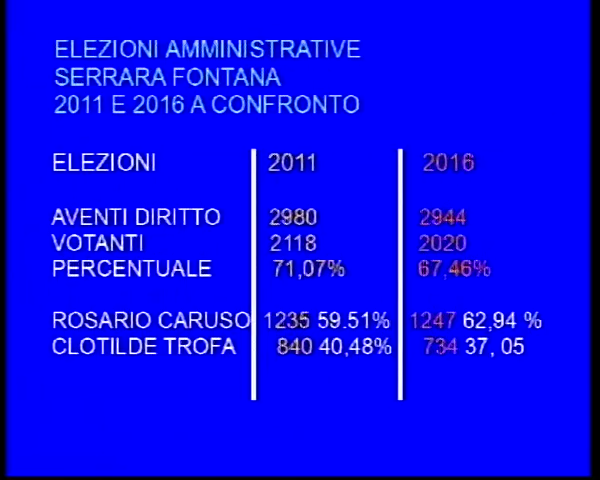 ELEZIONI AMMINISTRATIVE
SERRARA FONTANA
2011 E 2016 A CONFRONTO
ELEZIONI 2011 2016
AVENTI DIRITTO 2980 2944
VOTANTI 2118 2020
PERCENTUALE 71,07% 67,46%
ROSARIO CARUSO 1235 59.51% 1247 62,94 %
CLOTILDE TROFA 840 40,48% 734 37, 05